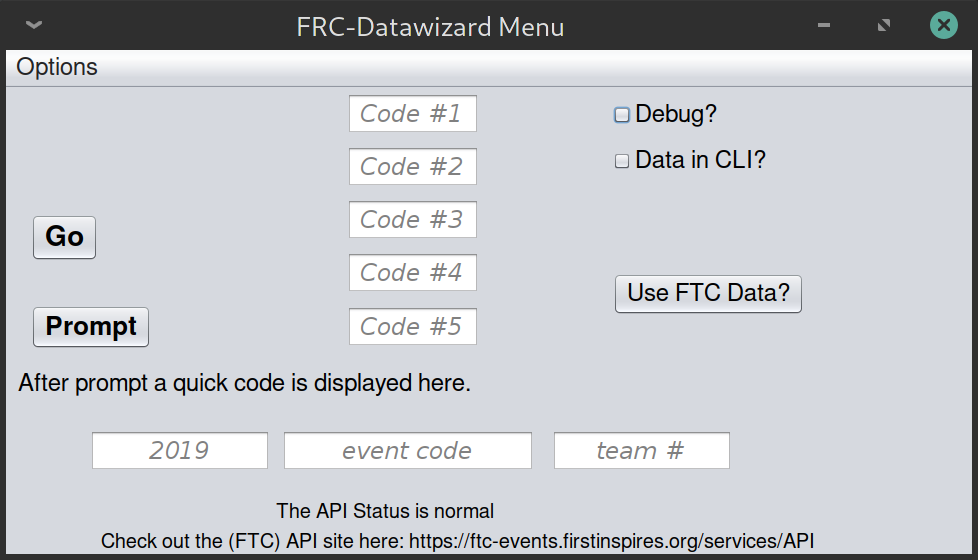 FRC-Datawizard Menu
Options
Code #1
Debug?
Code #2
Data in CLI?
Code #3
Go
Code #4
Use FTC Data?
Prompt
Code #5
After prompt a quick code is displayed here.
2019
event code
team #
The API Status is normal
Check out the (FTC) API site here: https://ftc-events.firstinspires.org/services/API